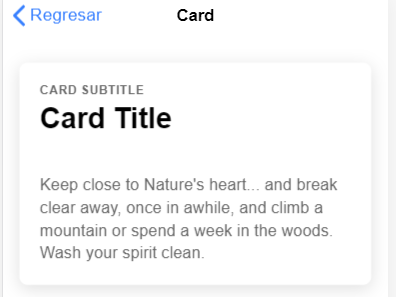 Regresar Card
CARD SUBTITLE
Card Title
Keep close to Nature's heart... and break
clear away, once in awhile, and climb a
mountain or spend a week in the woods.
Wash your spirit clean.